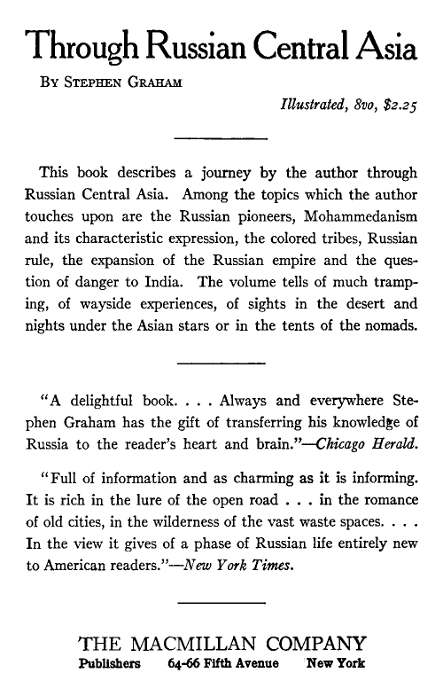 Through Russian Central Asia
By Stephen Graham
Illustrated, 8vo, $2.25
This book describes a journey by the author through
Russian Central Asia. Among the topics which the author
touches upon are the Russian pioneers, Mohammedanism
and its characteristic expression, the colored tribes, Russian
rule, the expansion of the Russian empire and the ques-
tion of danger to India. The volume tells of much tramp-
ing, of wayside experiences, of sights in the desert and
nights under the Asian stars or in the tents of the nomads.
"A delightful book. . . . Always and everywhere Ste-
phen Graham has the gift of transferring his knowledge of
Russia to the reader's heart and brain."—Chicago Herald.
"Full of information and as charming as it is informing.
It is rich in the lure of the open road . . . in the romance
of old cities, in the wilderness of the vast waste spaces. . . .
In the view it gives of a phase of Russian life entirely new
to American readers."—New York Times.
THE MACMILLAN COMPANY
Publishers 64-66 Fifth Avenue New York